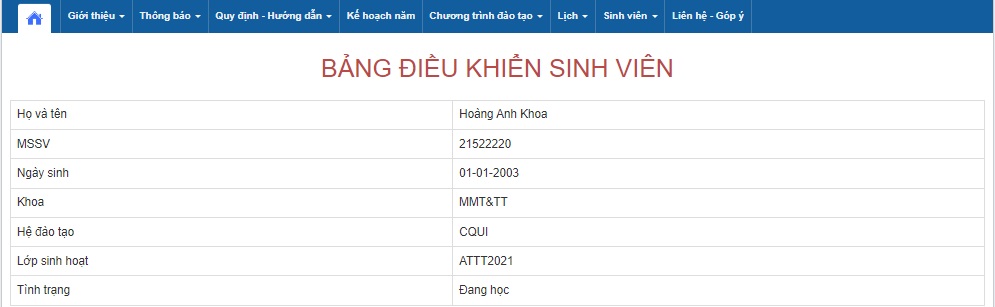 Giới thiệu Thông báo Quy định - Hướng dẫn Kế hoạch năm Chương trình đào tạo Lịch Sinh viên Liên hệ - Góp ý
BẢNG ĐIỀU KHIỂN SINH VIÊN
Họ và tên Hoàng Anh Khoa
MSSV 21522220
Ngày sinh 01-01-2003
Khoa MMT&TT
Hệ đào tạo CQUI
Lớp sinh hoạt ATTT2021
Tình trạng Đang học